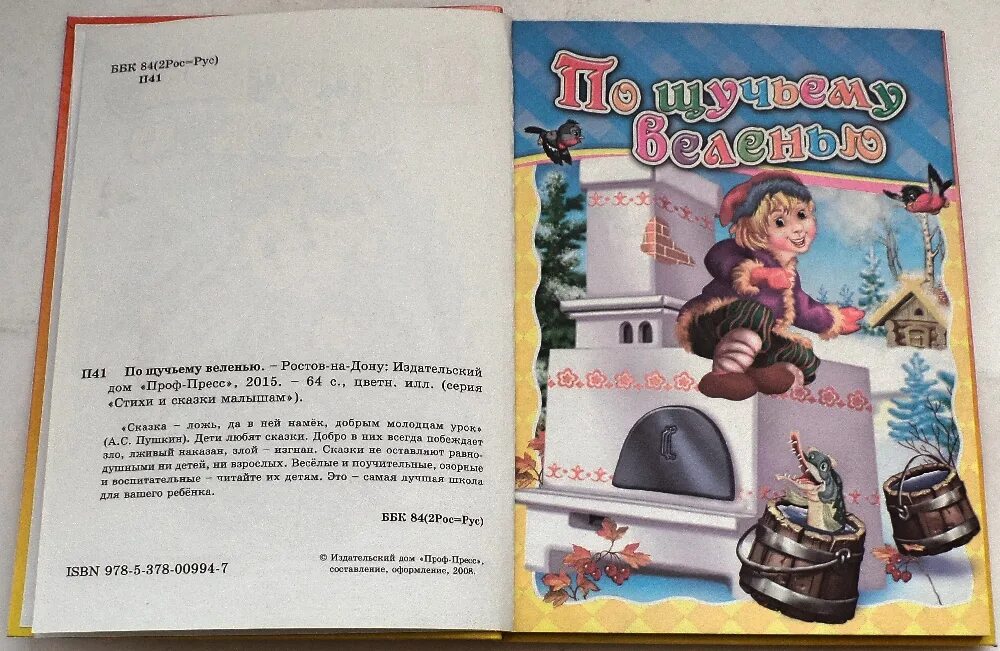 ББК 84(2Рос=Рус)
П41
П41 По щучьему веленью. – Ростов-на-Дону: Издательский
дом «Проф-Пресс», 2015. – 64 с., цветн. илл. (серия
«Стихи и сказки малышам»).
«Сказка – ложь, да в ней намёк, добрым молодцам урок»
(А.С. Пушкин). Дети любят сказки. Добро в них всегда побеждает
зло, лживый наказан, злой – изгнан. Сказки не оставляют равно-
душными ни детей, ни взрослых. Весёлые и поучительные, озорные
и воспитательные – читайте их детям. Это – самая лучшая школа
для вашего ребёнка.
ББК 84(2Рос=Рус)
© Издательский дом «Проф-Пресс»,
составление, оформление, 2008.
ISBN 978-5-378-00994-7
По щучьему
веленью